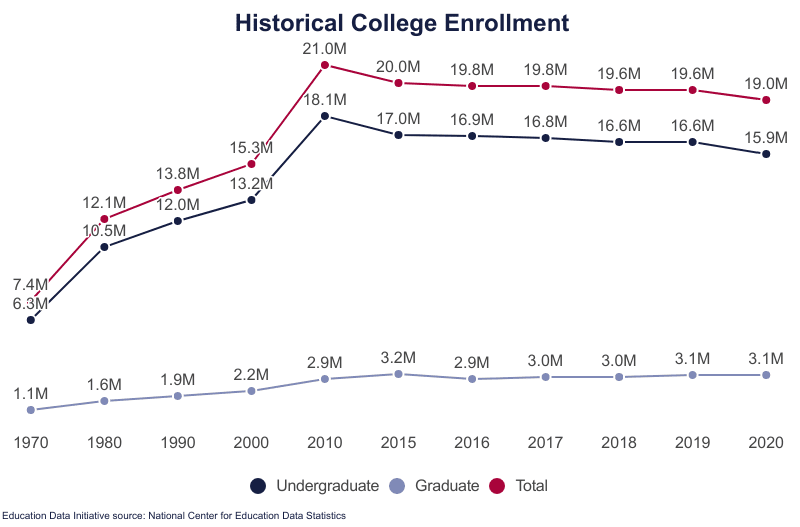 Historical College Enrollment
21.0M
20.0M 19.8M 19.8M 19.6M 19.6M 19.0M
18.1M
17.0M 16.9M 16.8M 16.6M 16.6M 15.9M
15.3M
13.8M
13.2M
12.1M
12.0M
10.5M
7.4M
6.3M
1.1M 1.6M 1.9M 2.2M 2.9M 3.2M 2.9M 3.0M 3.0M 3.1M 3.1M
1970 1980 1990 2000 2010 2015 2016 2017 2018 2019 2020
Undergraduate Graduate Total
Education Data Initiative source: National Center for Education Data Statistics